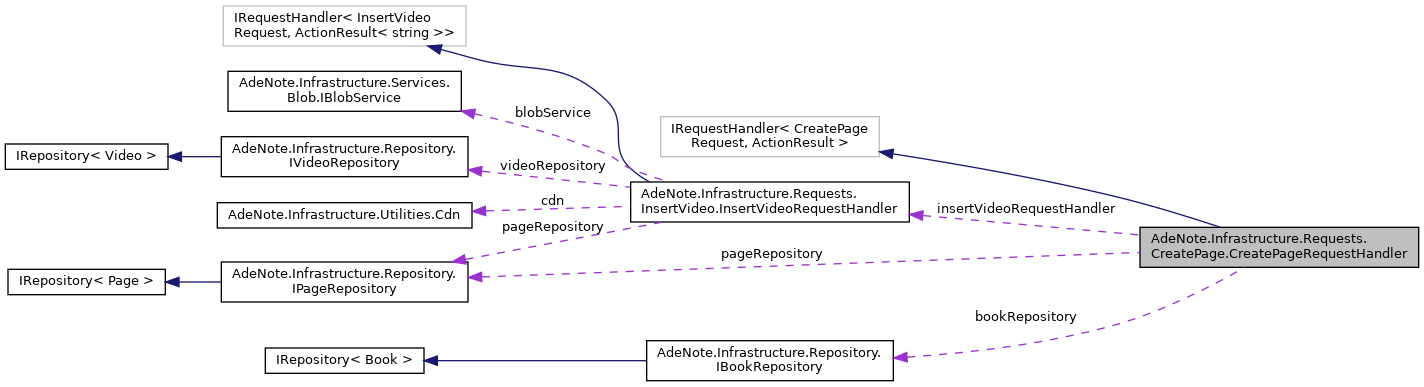 IRequestHandler< InsertVideo
Request, ActionResult< string >>
AdeNote.Infrastructure.Services.
Blob.IBlobService
blobService
IRequestHandler< CreatePage
Request, ActionResult >
IRepository< Video >
AdeNote.Infrastructure.Repository.
IVideoRepository
videoRepository
AdeNote.Infrastructure.Requests.
InsertVideo.InsertVideoRequestHandler
cdn
AdeNote.Infrastructure.Utilities.Cdn
insertVideoRequestHandler
pageRepository
AdeNote.Infrastructure.Requests.
CreatePage.CreatePageRequestHandler
pageRepository
IRepository< Page >
AdeNote.Infrastructure.Repository.
IPageRepository
bookRepository
IRepository< Book >
AdeNote.Infrastructure.Repository.
IBookRepository